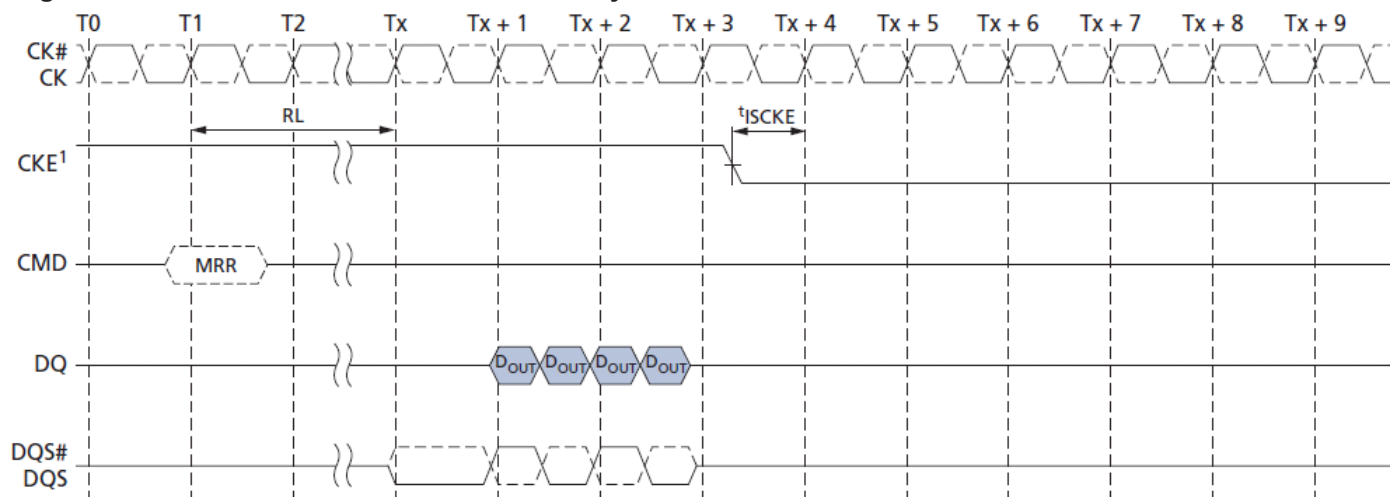 T0 T1 T2 Tx Tx + 1 Tx + 2 Tx + 3 Tx + 4 Tx + 5 Tx + 6 Tx + 7 Tx + 8 Tx + 9
CK#
CK
RL
tISCKE
CKE1
CMD
MRR
DQ
DOUT DOUT DOUT DOUT
DQS#
DQS